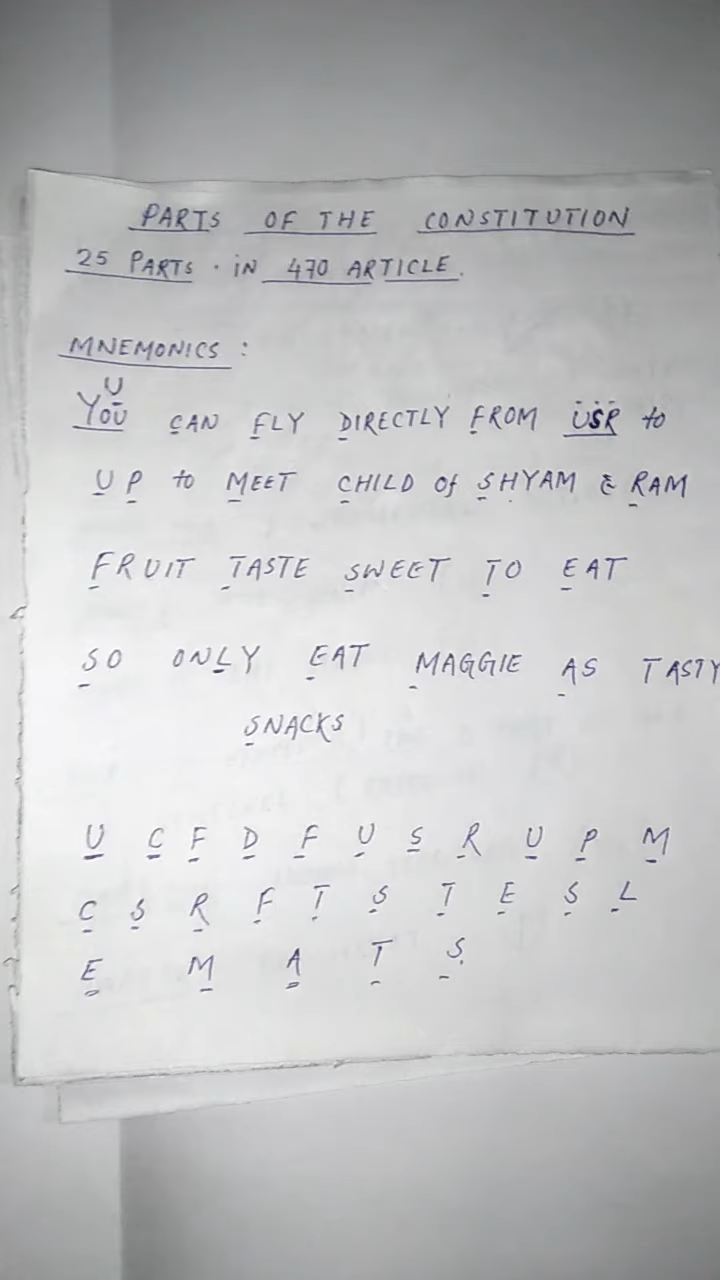 PARTS OF THE CONSTITUTION
25 PARTS . iN 470 ARTICLE.
MNEMONICS :
U
YOU CAN FLY DIRECTLY FROM USR to
UP to MEET CHILD of SHYAM & RAM
FRUIT TASTE SWEET TO EAT
SO ONLY EAT MAGGIE AS TASTY
SNACKS
U C F D F U S R U P M
C S R F T S T E S L
E M A T S.